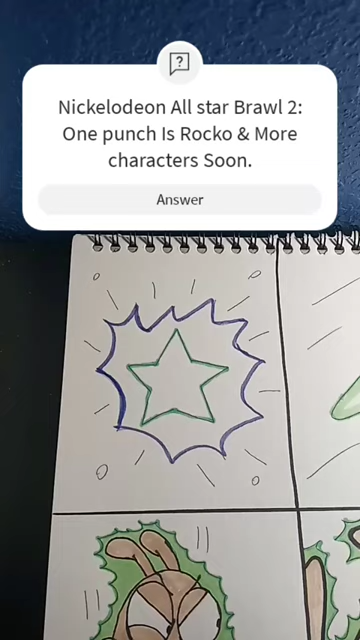 Nickelodeon All star Brawl 2:
One punch Is Rocko & More
characters Soon.
Answer